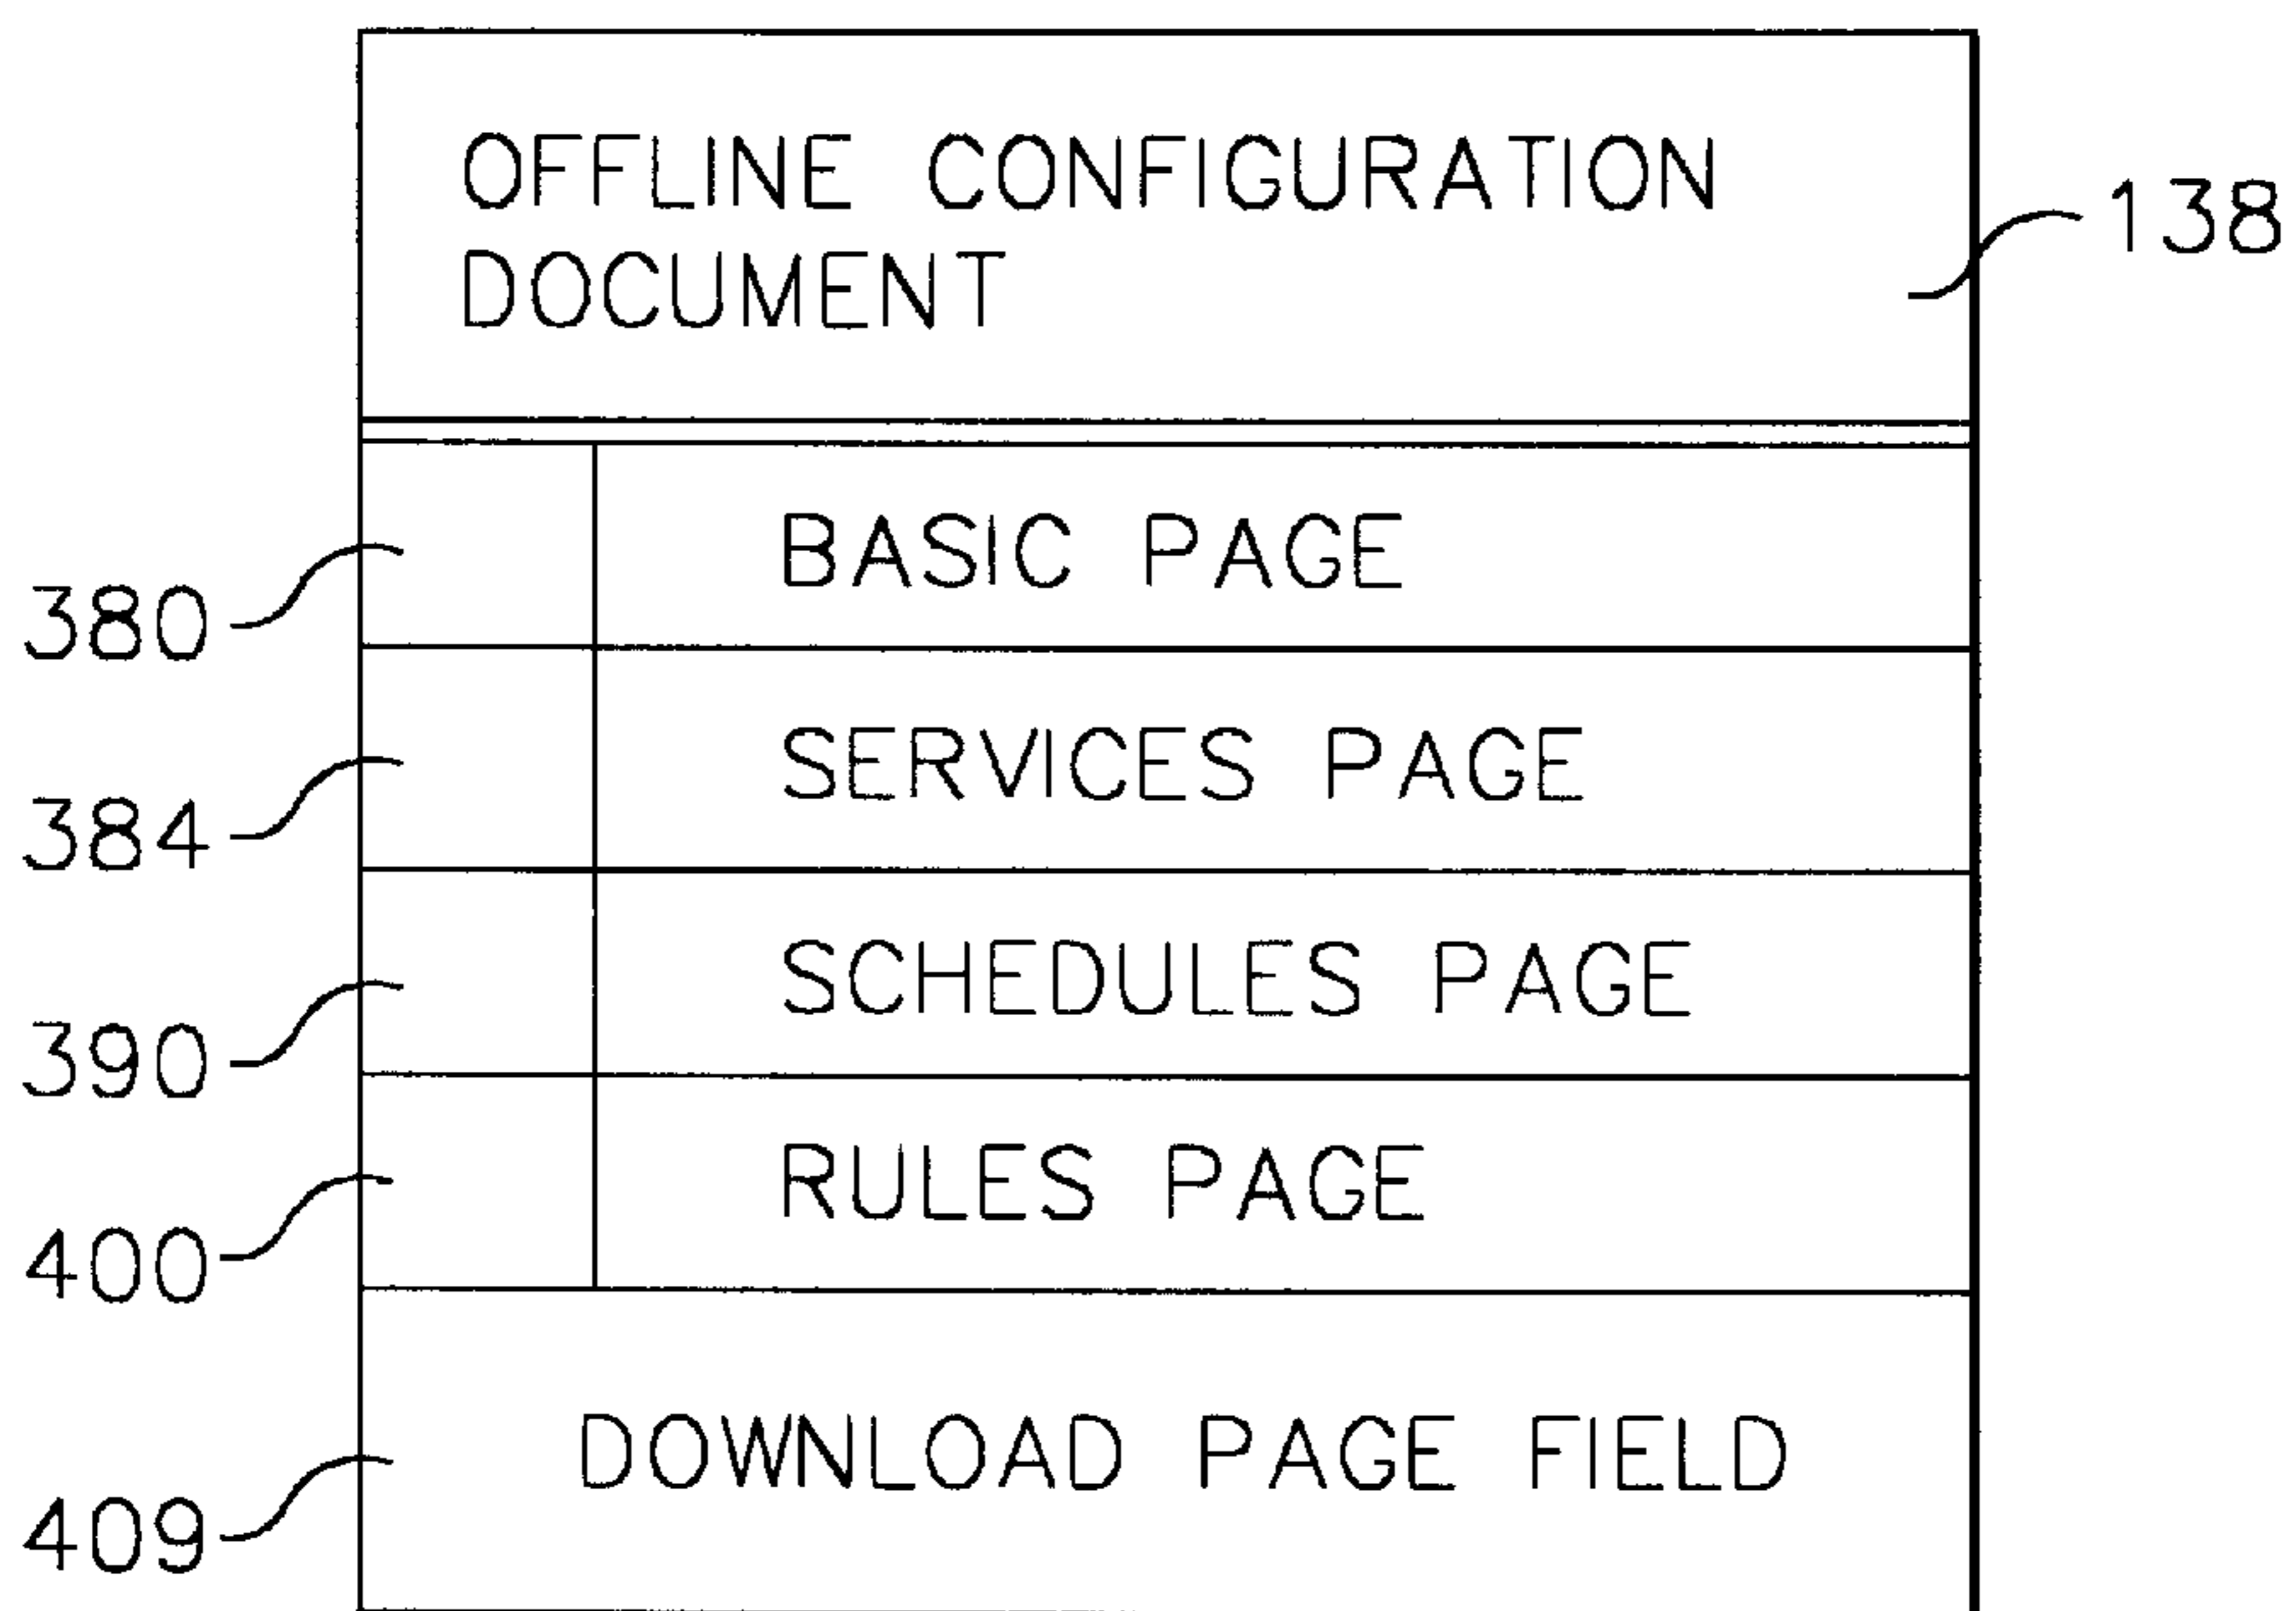 OFFLINE CONFIGURATION
DOCUMENT
138
BASIC PAGE
380
SERVICES PAGE
384
SCHEDULES PAGE
390
RULES PAGE
400
DOWNLOAD PAGE FIELD
409